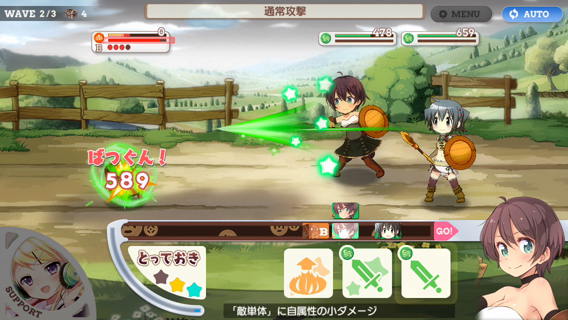 WAVE 2/3 4
通常攻撃
MENU
AUTO
0
B
478
659
ばつぐん!
589
B
GO!
とっておき
SUPPORT
「敵単体」に自属性の小ダメージ